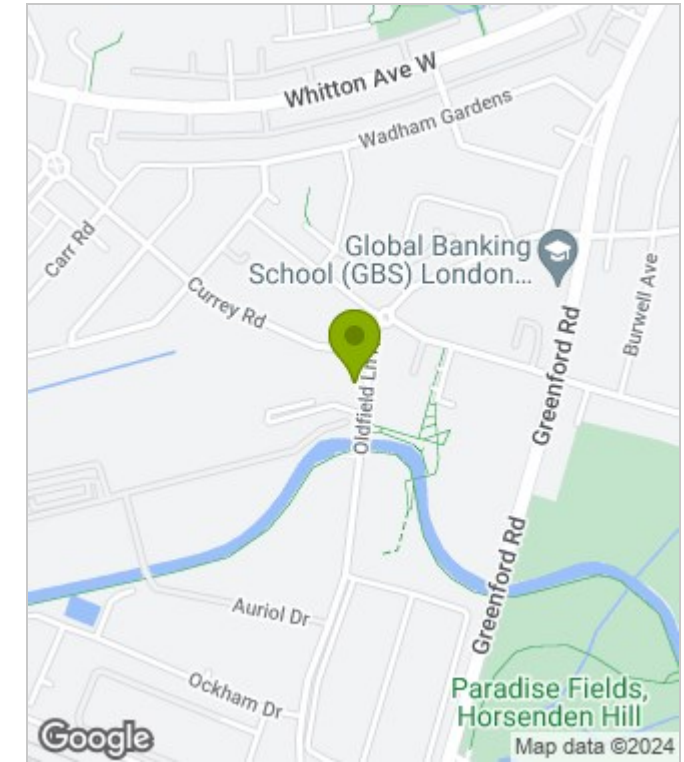 Whitton Ave W
Wadham Gardens
Global Banking
School (GBS) London...
Carr Rd
Currey Rd
Burwell Ave
Oldfield Ln
Greenford Rd
Greenford Rd
Auriol Dr
Ockham Dr
Paradise Fields,
Horsenden Hill
Google
Map data ©2024